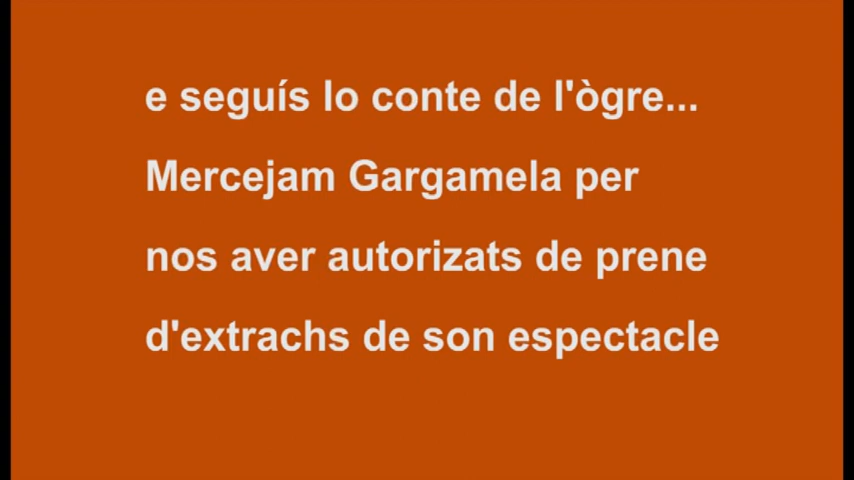 e seguís lo conte de l'ògre...
Mercejam Gargamela per
nos aver autorizats de prene
d'extrachs de son espectacle